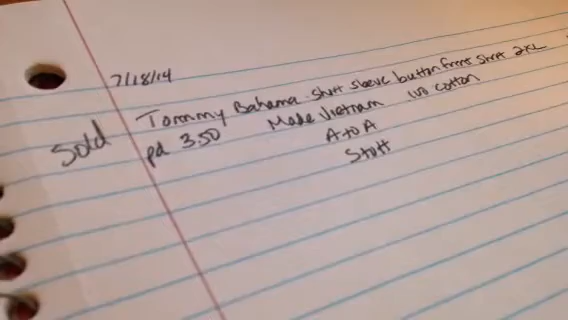 7/18/14
Sold Tommy Bahama short sleeve button front shirt 2XL
pd 3.50 Made Vietnam 100 cotton
A to A